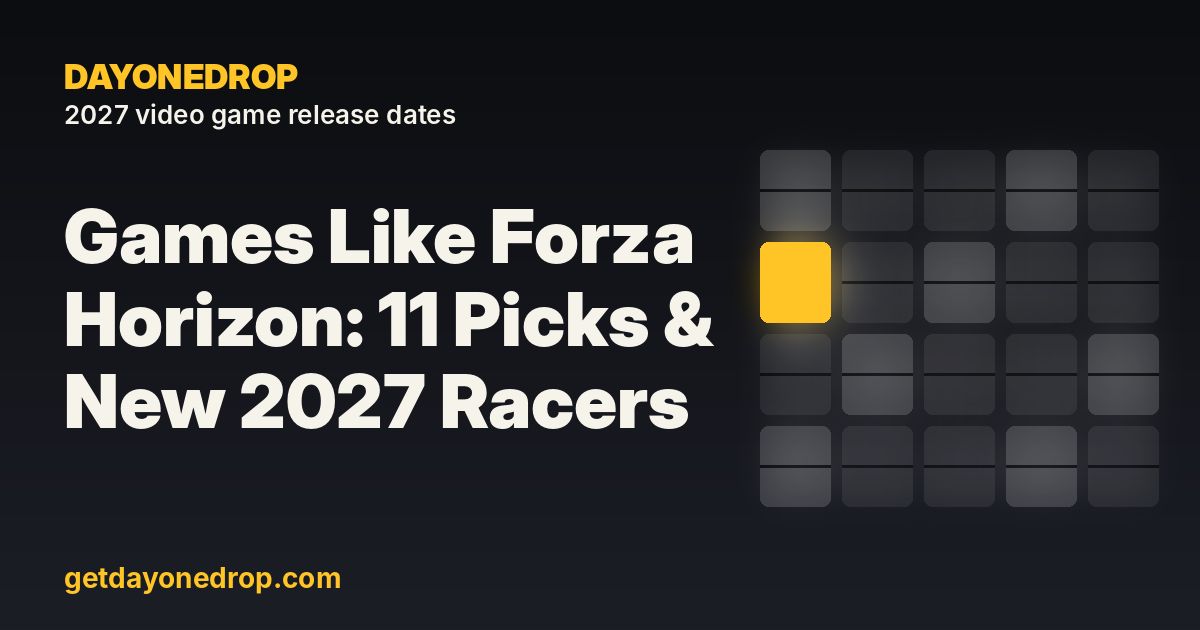 DAYONEDROP
2027 video game release dates
Games Like Forza
Horizon: 11 Picks &
New 2027 Racers
getdayonedrop.com